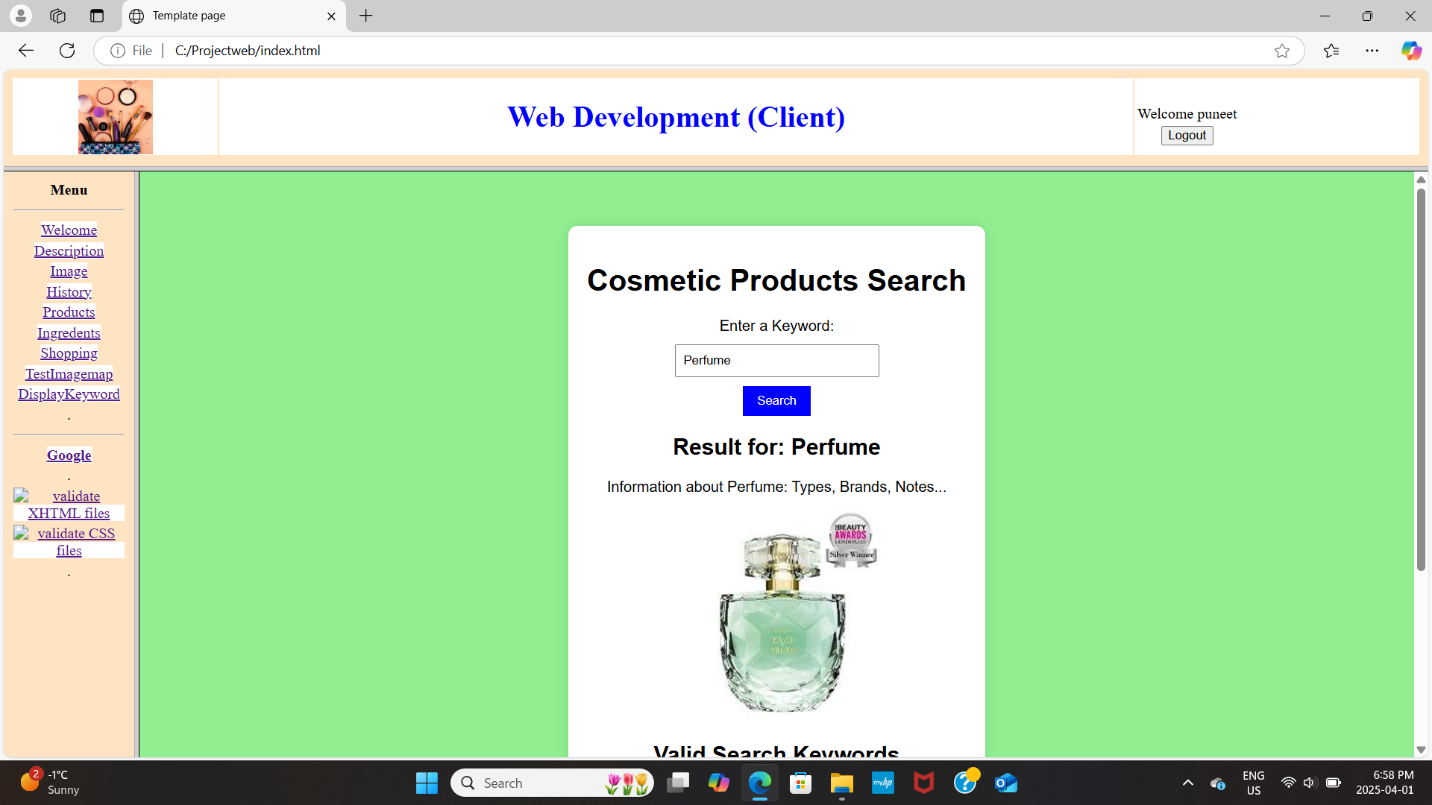 Template page
File
C:/Projectweb/index.html
Web Development (Client)
Welcome puneet
Logout
Menu
Welcome
Description
Image
History
Products
Ingredents
Shopping
TestImagemap
DisplayKeyword
.
Google
.
validate
XHTML files
validate CSS
files
.
Cosmetic Products Search
Enter a Keyword:
Perfume
Search
Result for: Perfume
Information about Perfume: Types, Brands, Notes...
BEAUTY
AWARDS
Silver Winner
TRUTH
Valid Search Keywords
2
-1°C
Sunny
Search
myhp
ENG
US
6:58 PM
2025-04-01